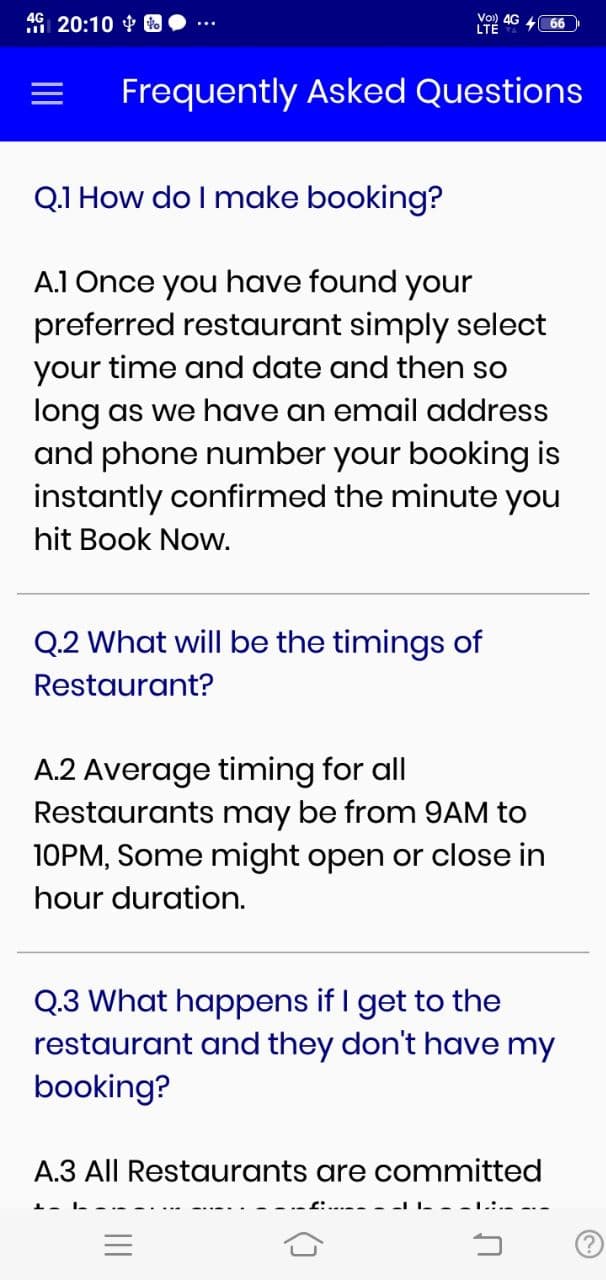 4G 20:10 ...
Vo)) 4G
LTE
66
Frequently Asked Questions
Q.1 How do I make booking?
A.1 Once you have found your
preferred restaurant simply select
your time and date and then so
long as we have an email address
and phone number your booking is
instantly confirmed the minute you
hit Book Now.
Q.2 What will be the timings of
Restaurant?
A.2 Average timing for all
Restaurants may be from 9AM to
10PM, Some might open or close in
hour duration.
Q.3 What happens if I get to the
restaurant and they don't have my
booking?
A.3 All Restaurants are committed